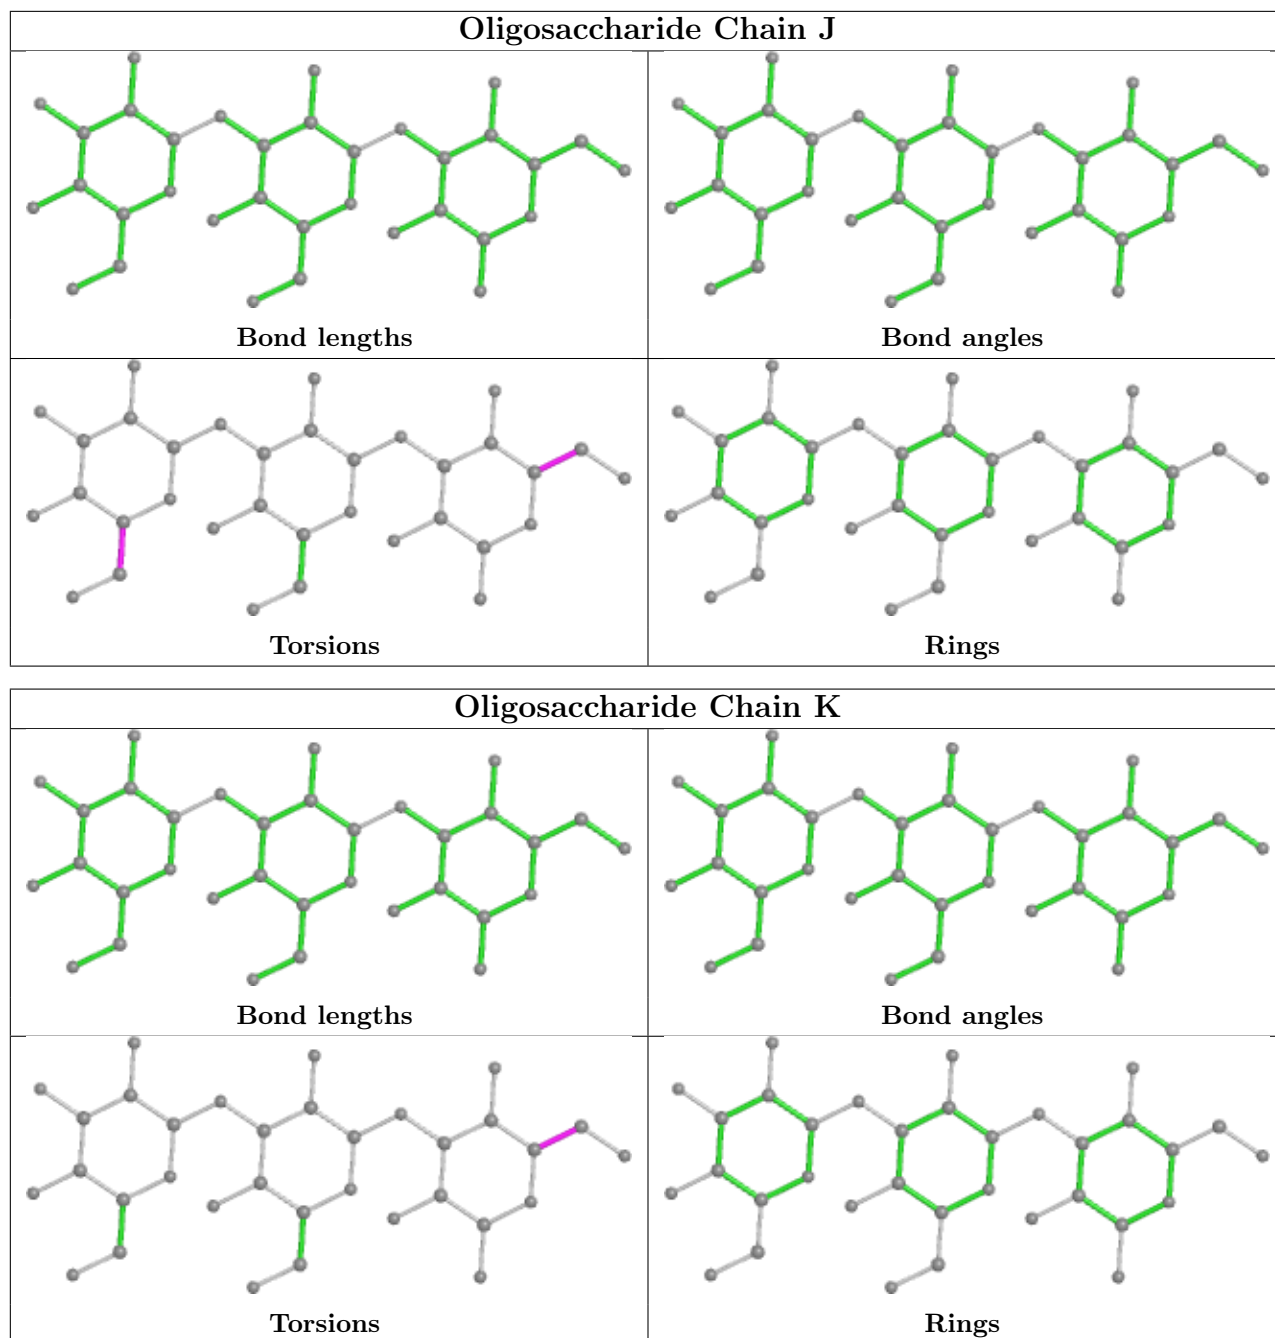 Oligosaccharide Chain J
Bond lengths
Bond angles
Torsions
Rings
Oligosaccharide Chain K
Bond lengths
Bond angles
Torsions
Rings